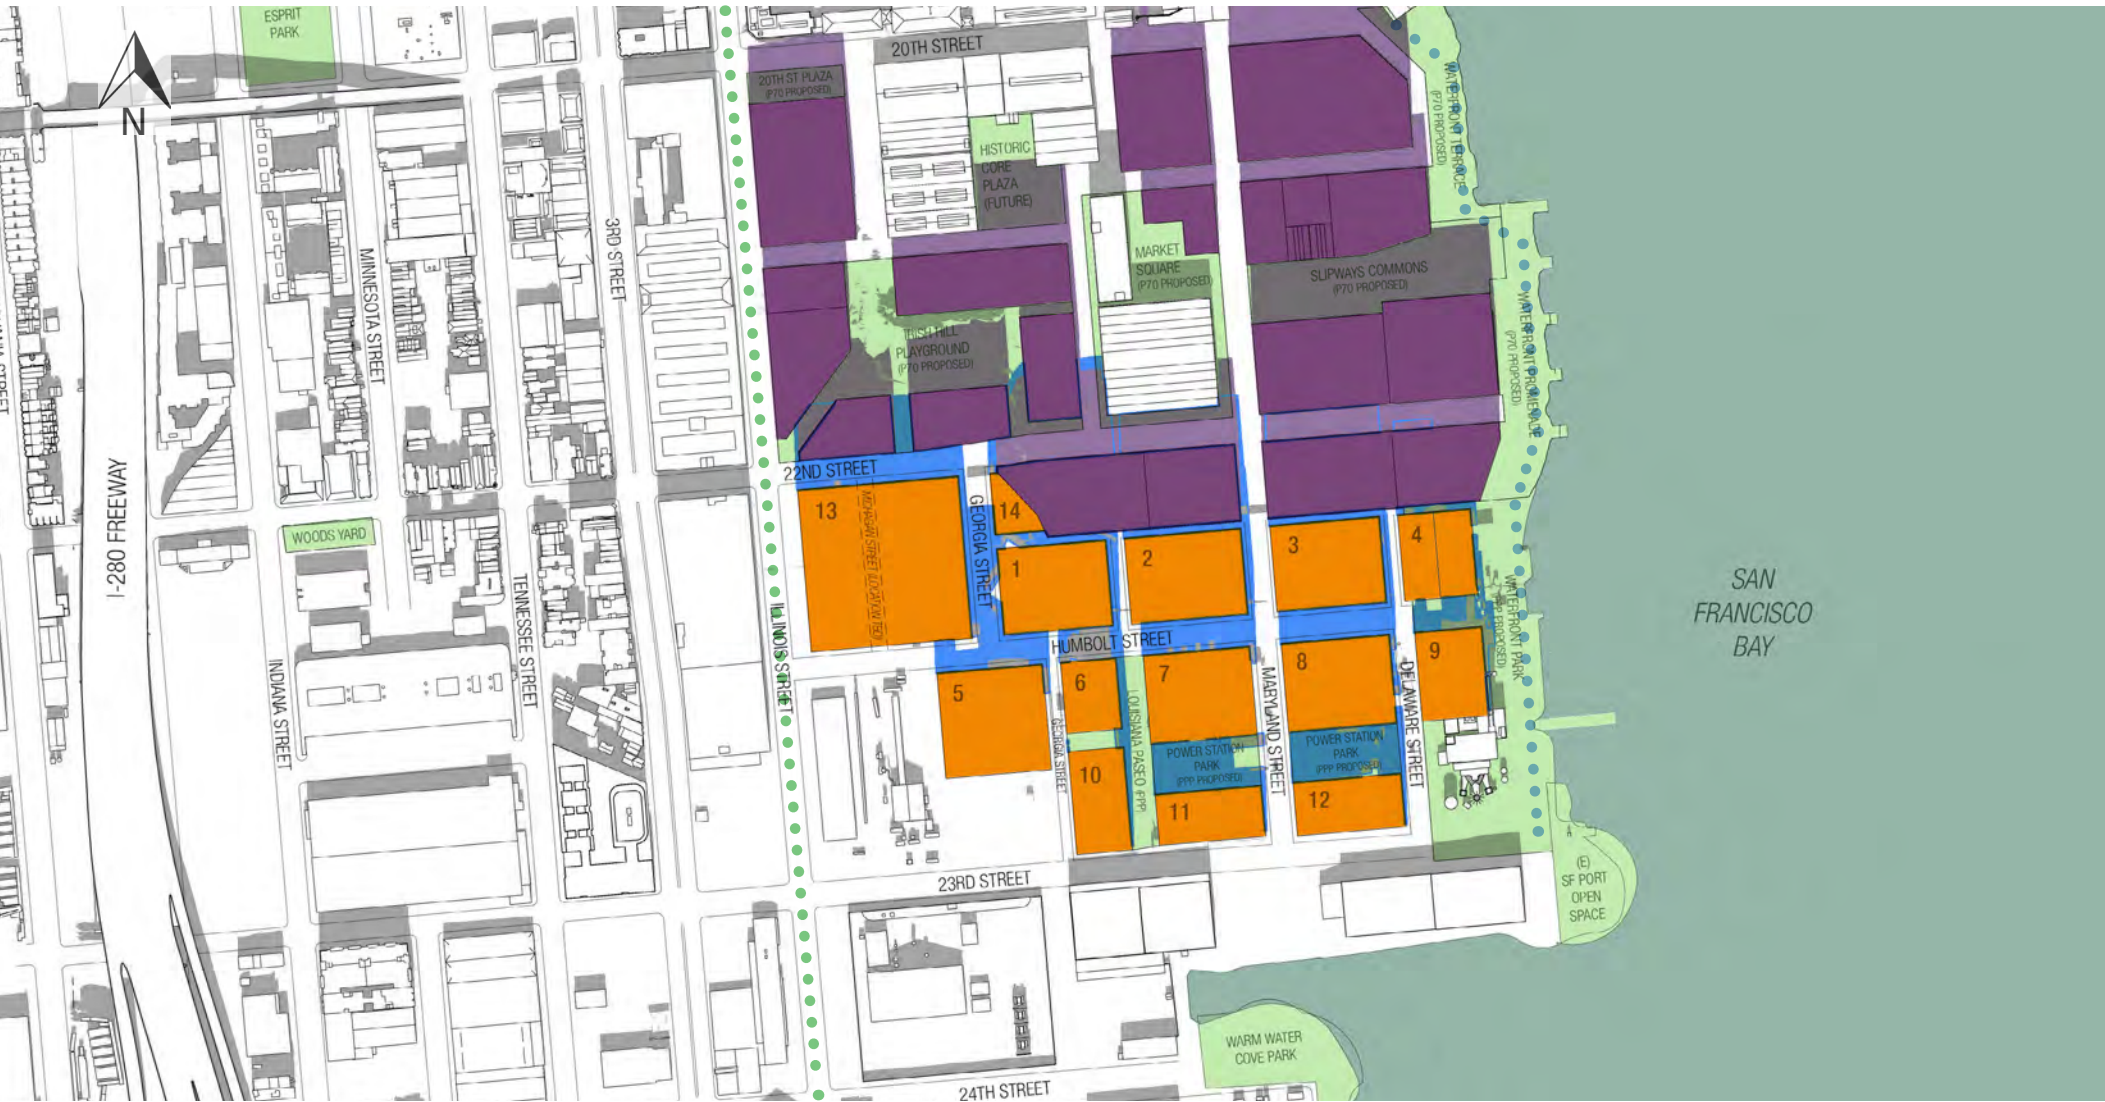 ESPRIT
PARK
N
20TH STREET
20TH ST PLAZA
(P70 PROPOSED)
HISTORIC
CORE
PLAZA
(FUTURE)
WATERFRONT TERRACE
(P70 PROPOSED)
3RD STREET
MINNESOTA STREET
MARKET
SQUARE
(P70 PROPOSED)
SLIPWAYS COMMONS
(P70 PROPOSED)
IRISH HILL
PLAYGROUND
(P70 PROPOSED)
WATERFRONT PROMENADE
(P70 PROPOSED)
I-280 FREEWAY
22ND STREET
WOODS YARD
13
14
1
2
3
4
GEORGIA STREET
TENNESSEE STREET
ILLINOIS STREET
HUMBOLT STREET
WATERFRONT PARK
(PPP PROPOSED)
SAN
FRANCISCO
BAY
INDIANA STREET
5
6
7
8
9
GEORGIA STREET
LOUISIANA PASEO (PPP)
MARYLAND STREET
DELAWARE STREET
POWER STATION
PARK
(PPP PROPOSED)
POWER STATION
PARK
(PPP PROPOSED)
10
11
12
23RD STREET
A
(E)
SF PORT
OPEN
SPACE
WARM WATER
COVE PARK
24TH STREET